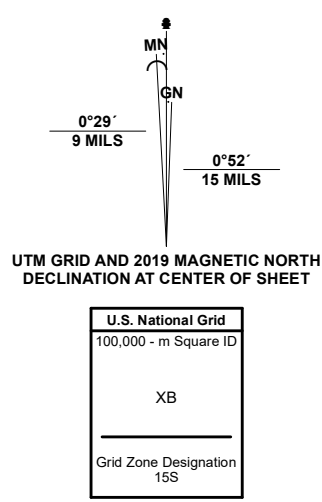 MN
GN
0°29´
9 MILS
0°52´
15 MILS
UTM GRID AND 2019 MAGNETIC NORTH
DECLINATION AT CENTER OF SHEET
U.S. National Grid
100,000 - m Square ID
XB
Grid Zone Designation
15S